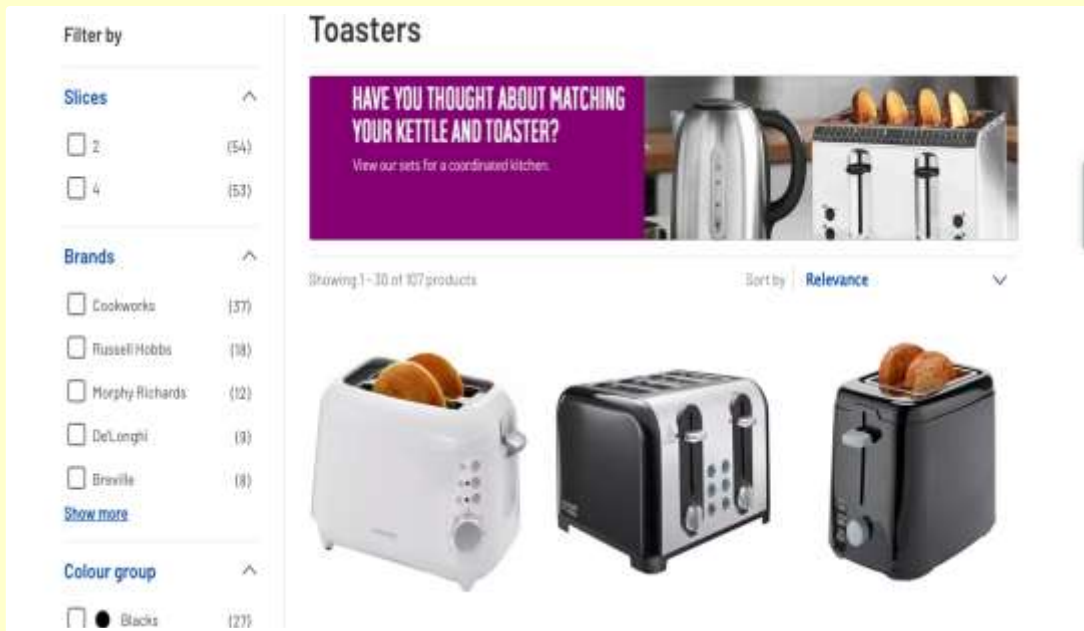 Filter by
Toasters
Slices
2 (54)
4 (53)
Brands
Cookworks (37)
Russell Hobbs (18)
Morphy Richards (12)
De'Longhi (9)
Breville (8)
Show more
Colour group
Blacks (27)
HAVE YOU THOUGHT ABOUT MATCHING
YOUR KETTLE AND TOASTER?
View our sets for a coordinated kitchen.
Showing 1 - 30 of 107 products
Sort by Relevance